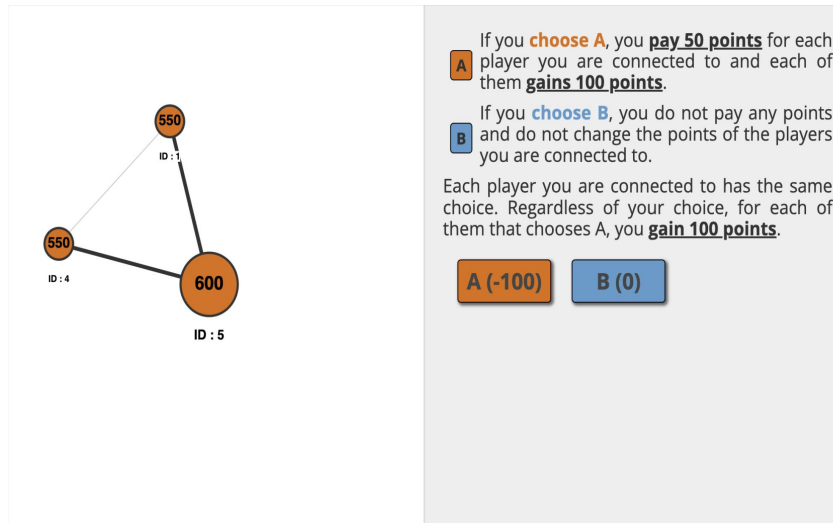 550
ID : 1
550
ID : 4
600
ID : 5
If you choose A, you pay 50 points for each
A player you are connected to and each of
them gains 100 points.
If you choose B, you do not pay any points
B and do not change the points of the players
you are connected to.
Each player you are connected to has the same
choice. Regardless of your choice, for each of
them that chooses A, you gain 100 points.
A (-100) B (0)